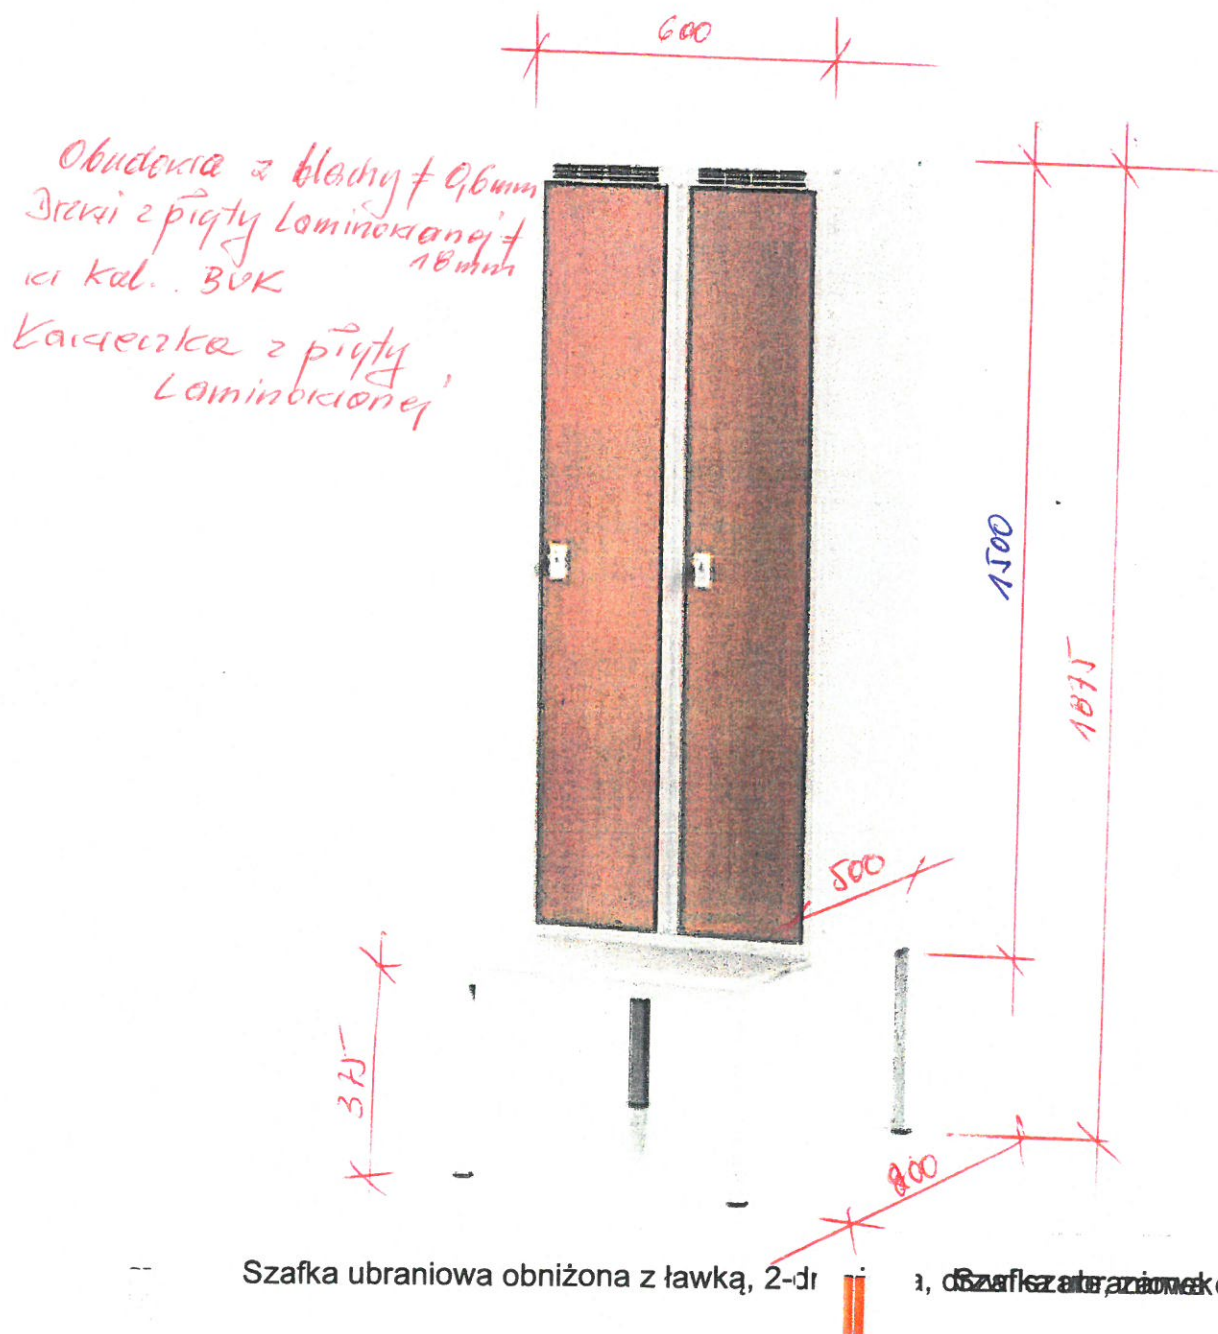 600
Obudowa z blachy ≠ 0,6mm
Drzwi z płyty Laminowanej ≠
18mm
w kol.. BUK
Ławeczka z płyty
Laminowanej
1500
1875
500
375
800
Szafka ubraniowa obniżona z ławką, 2-dr